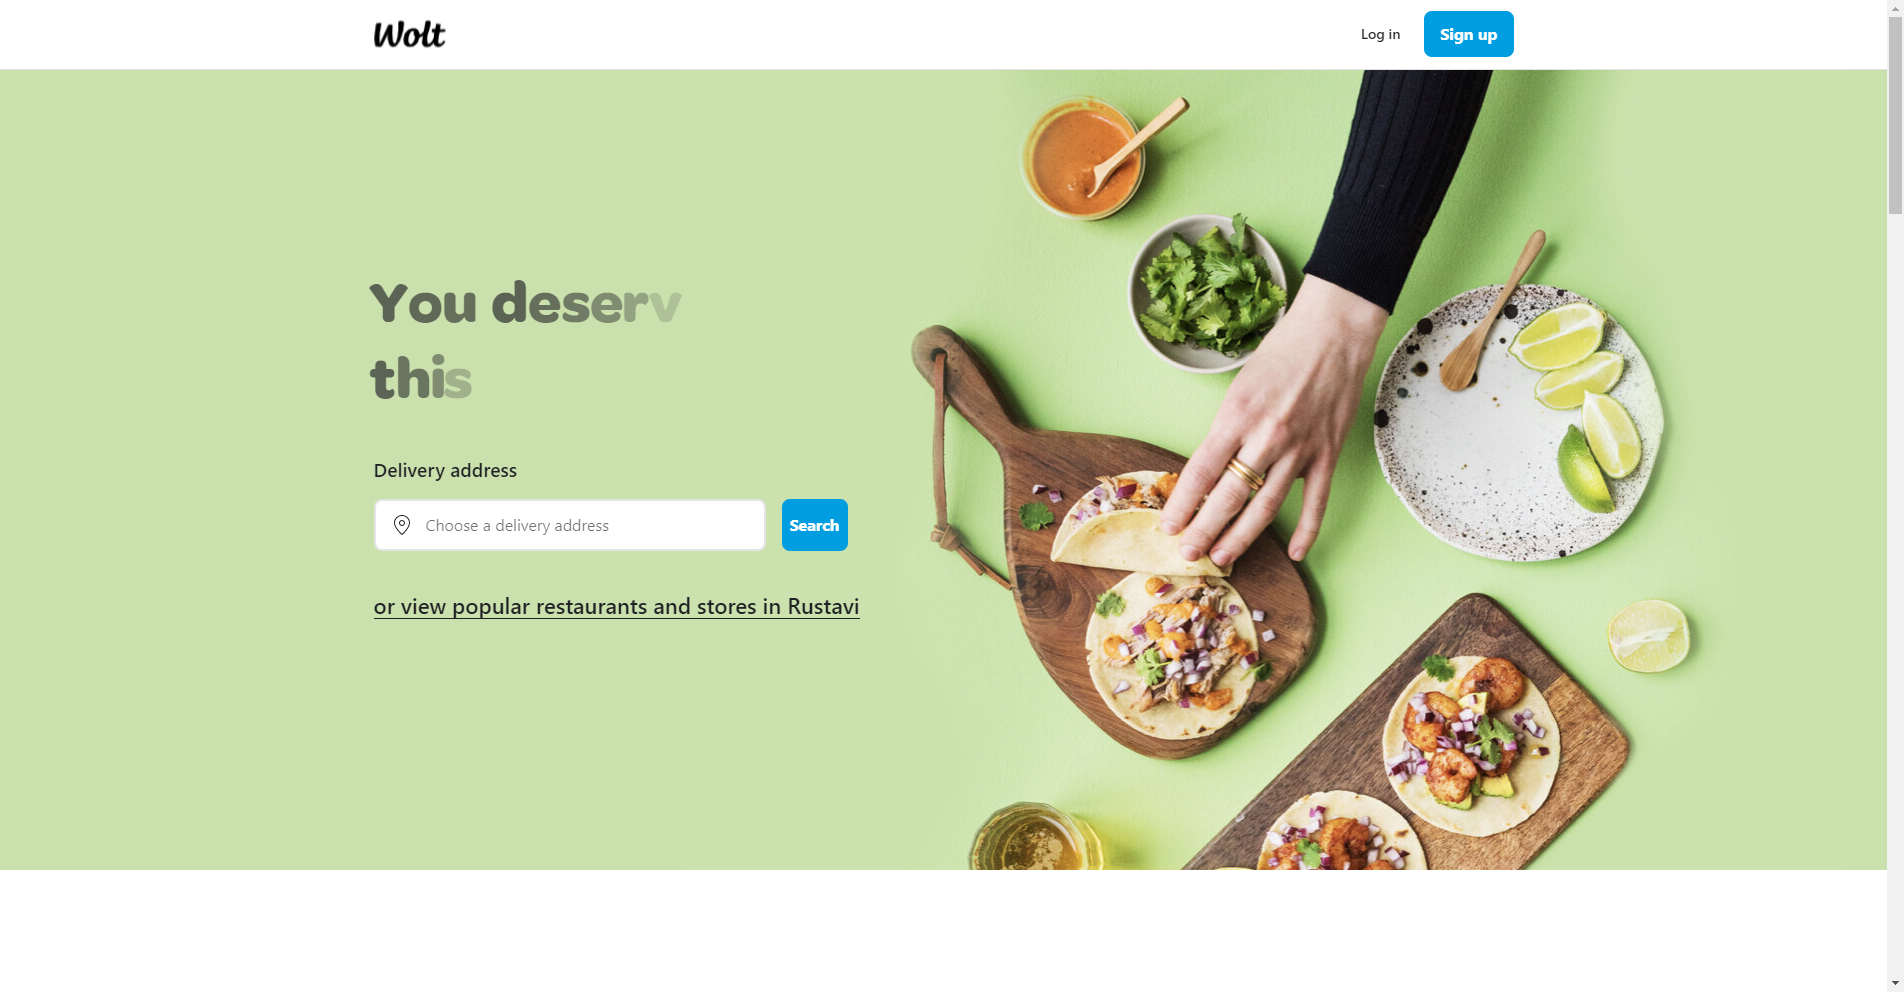 Wolt
Log in
Sign up
You deserv
this
Delivery address
Choose a delivery address
Search
or view popular restaurants and stores in Rustavi